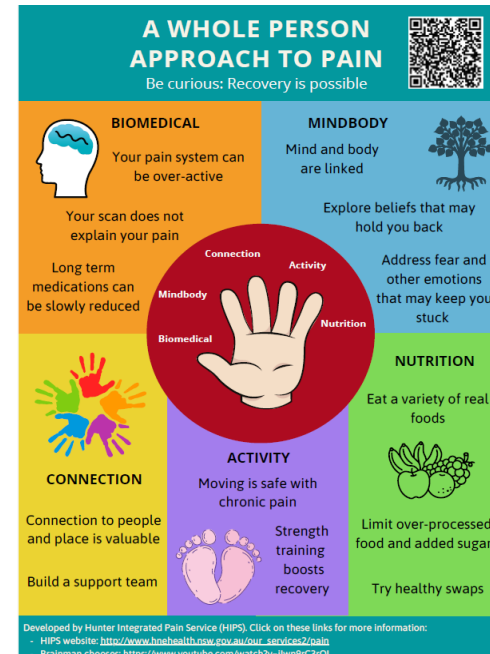 A WHOLE PERSON
APPROACH TO PAIN
Be curious: Recovery is possible
BIOMEDICAL
Your pain system can
be over-active
Your scan does not
explain your pain
Long term
medications can
be slowly reduced
MINDBODY
Mind and body
are linked
Explore beliefs that may
hold you back
Address fear and
other emotions
that may keep you
stuck
Connection
Activity
Mindbody
Nutrition
Biomedical
CONNECTION
Connection to people
and place is valuable
Build a support team
ACTIVITY
Moving is safe with
chronic pain
Strength
training
boosts
recovery
NUTRITION
Eat a variety of real
foods
Limit over-processed
food and added sugar
Try healthy swaps
Developed by Hunter Integrated Pain Service (HIPS). Click on these links for more information:
- HIPS website: http://www.hnehealth.nsw.gov.au/our_services2/pain